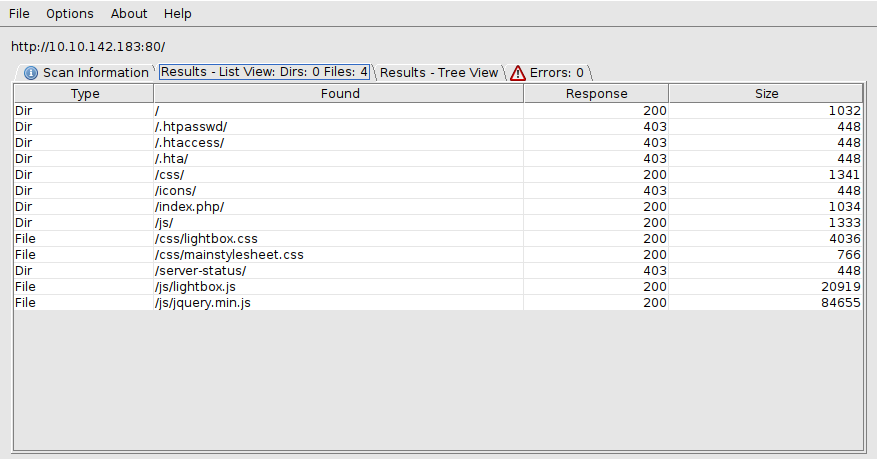 File Options About Help
http://10.10.142.183:80/
Scan Information Results - List View: Dirs: 0 Files: 4 Results - Tree View Errors: 0
Type Found Response Size
Dir / 200 1032
Dir /.htpasswd/ 403 448
Dir /.htaccess/ 403 448
Dir /.hta/ 403 448
Dir /css/ 200 1341
Dir /icons/ 403 448
Dir /index.php/ 200 1034
Dir /js/ 200 1333
File /css/lightbox.css 200 4036
File /css/mainstylesheet.css 200 766
Dir /server-status/ 403 448
File /js/lightbox.js 200 20919
File /js/jquery.min.js 200 84655